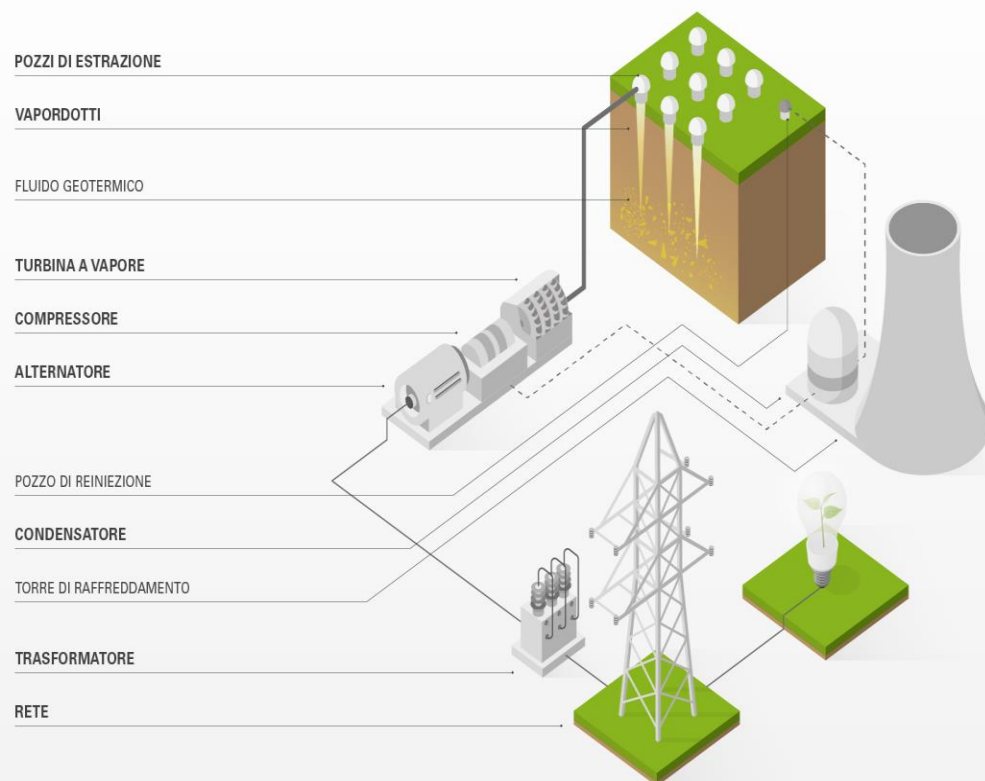 POZZI DI ESTRAZIONE
VAPORDOTTI
FLUIDO GEOTERMICO
TURBINA A VAPORE
COMPRESSORE
ALTERNATORE
POZZO DI REINIEZIONE
CONDENSATORE
TORRE DI RAFFREDDAMENTO
TRASFORMATORE
RETE